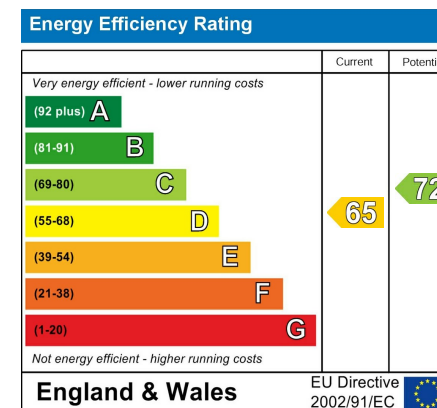 Energy Efficiency Rating
Current Potenti
Very energy efficient - lower running costs
(92 plus) A
(81-91) B
(69-80) C
72
(55-68) D
65
(39-54) E
(21-38) F
(1-20) G
Not energy efficient - higher running costs
England & Wales
EU Directive
2002/91/EC